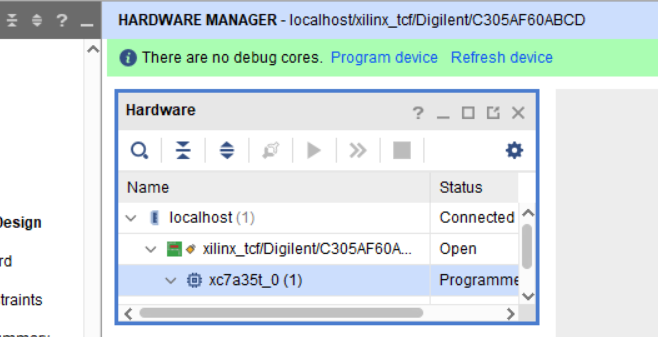 HARDWARE MANAGER - localhost/xilinx_tcf/Digilent/C305AF60ABCD
There are no debug cores. Program device Refresh device
Hardware
Name Status
localhost (1) Connected
xilinx_tcf/Digilent/C305AF60A... Open
xc7a35t_0 (1) Programme
Design
rd
traints